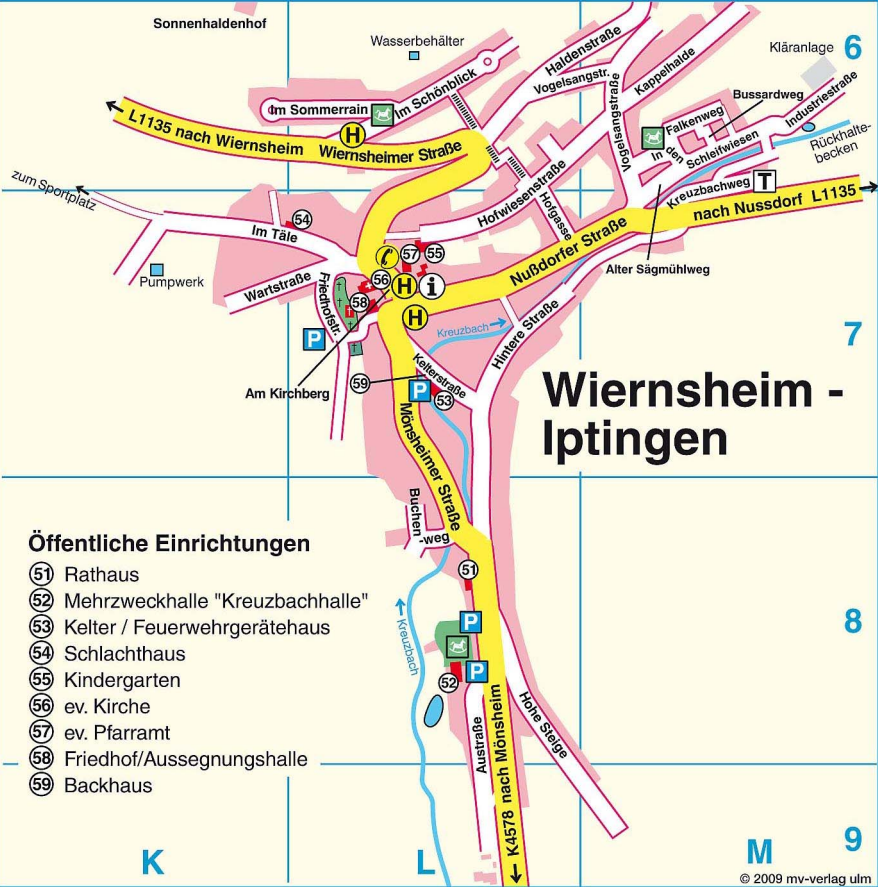 Sonnenhaldenhof
Wasserbehälter
Haldenstraße
6
Kläranlage
Vogelsangstr.
Kappelhalde
Im Schönblick
Im Sommerrain
Vogelsangstraße
Bussardweg
Industriestraße
Falkenweg
H
L1135 nach Wiernsheim
Wiernsheimer Straße
In den
Schleifwiesen
Rückhalte-
becken
zum Sportplatz
Hofwiesenstraße
Hofgasse
Kreuzbachweg
T
nach Nussdorf L1135
54
Im Täle
Nußdorfer Straße
57
55
Alter Sägmühlweg
Pumpwerk
Wartstraße
Friedhofstr.
56
H
i
58
H
Kreuzbach
Hintere Straße
7
P
Kelterstraße
59
Am Kirchberg
P
53
Wiernsheim -
Iptingen
Mönsheimer Straße
Buchen
-weg
Öffentliche Einrichtungen
51 Rathaus
52 Mehrzweckhalle "Kreuzbachhalle"
53 Kelter / Feuerwehrgerätehaus
54 Schlachthaus
55 Kindergarten
56 ev. Kirche
57 ev. Pfarramt
58 Friedhof/Aussegnungshalle
59 Backhaus
51
8
P
Kreuzbach
P
52
Austraße
Hohe Steige
K4578 nach Mönsheim
K
L
M
9
© 2009 mv-verlag ulm